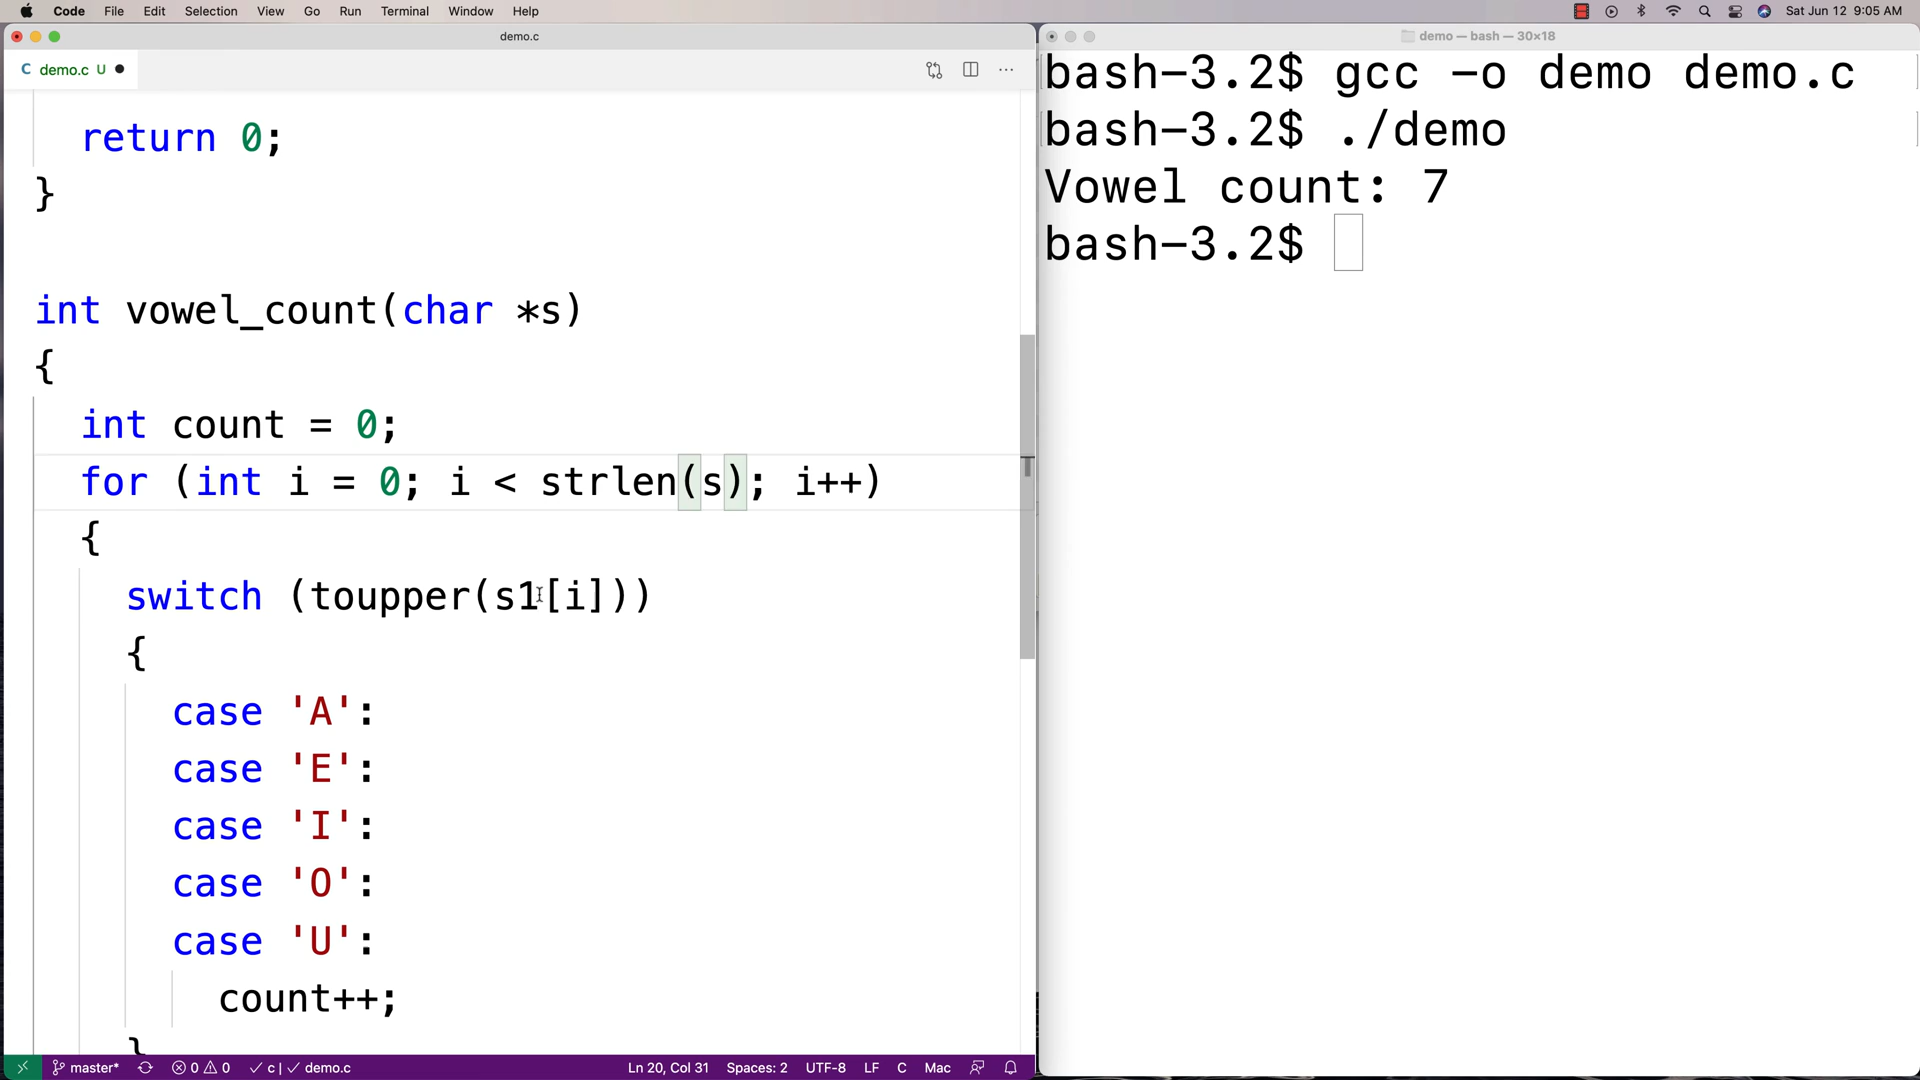 Code File Edit Selection View Go Run Terminal Window Help Sat Jun 12 9:05 AM
demo.c
C demo.c U
return 0;
}
int vowel_count(char *s)
{
int count = 0;
for (int i = 0; i < strlen(s); i++)
{
switch (toupper(s1[i]))
{
case 'A':
case 'E':
case 'I':
case 'O':
case 'U':
count++;
}
master* 0 0 c | demo.c Ln 20, Col 31 Spaces: 2 UTF-8 LF C Mac
demo — bash — 30×18
bash-3.2$ gcc -o demo demo.c
bash-3.2$ ./demo
Vowel count: 7
bash-3.2$